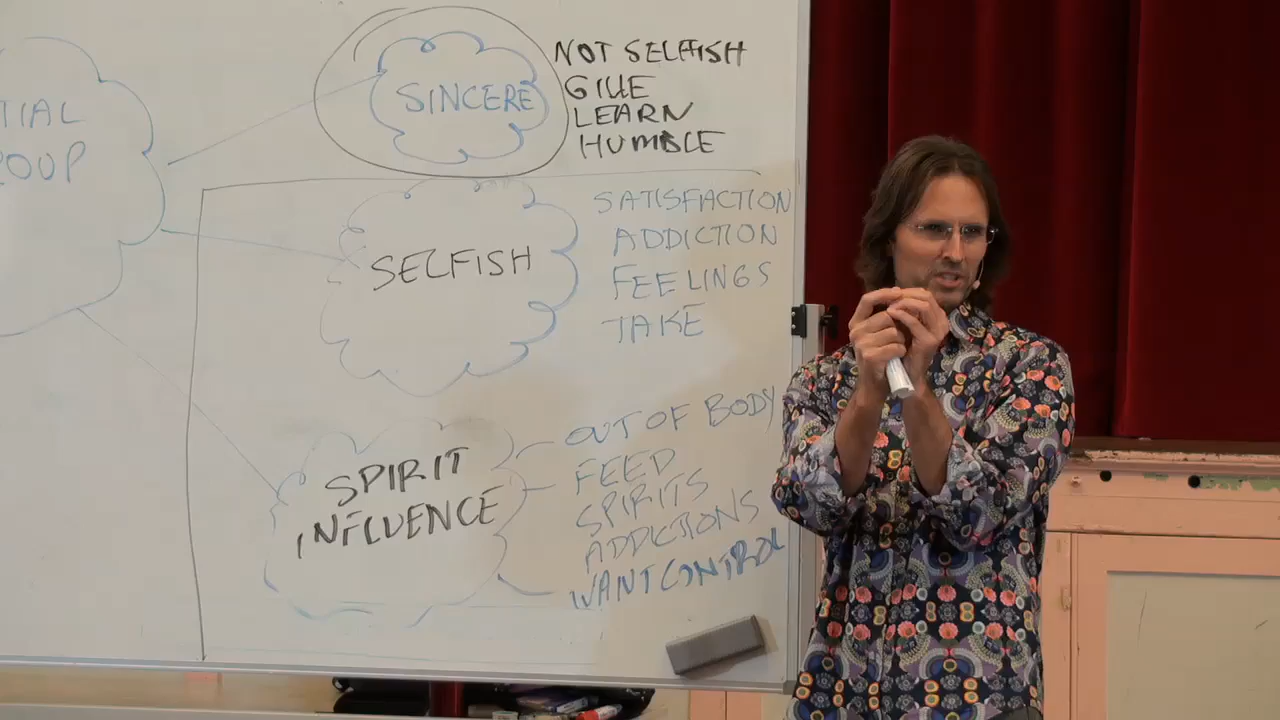 TIAL
OUP
SINCERE
NOT SELFISH
GIVE
LEARN
HUMBLE
SELFISH
SATISFACTION
ADDICTION
FEELINGS
TAKE
SPIRIT
INFLUENCE
OUT OF BODY
FEED
SPIRITS
ADDICTIONS
WANT CONTROL